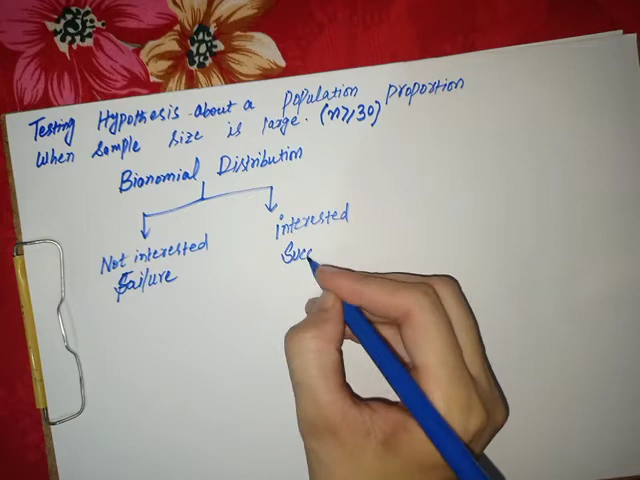 Testing Hypothesis about a population proportion
when sample size is large. (n≥30)
Bionomial Distribution
Not interested
Failure
interested
Succ